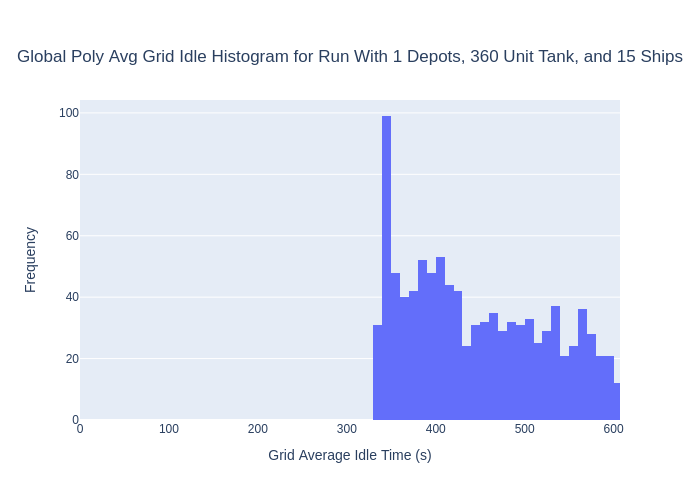 Global Poly Avg Grid Idle Histogram for Run With 1 Depots, 360 Unit Tank, and 15 Ships
100
80
60
40
20
0
Frequency
0 100 200 300 400 500 600
Grid Average Idle Time (s)